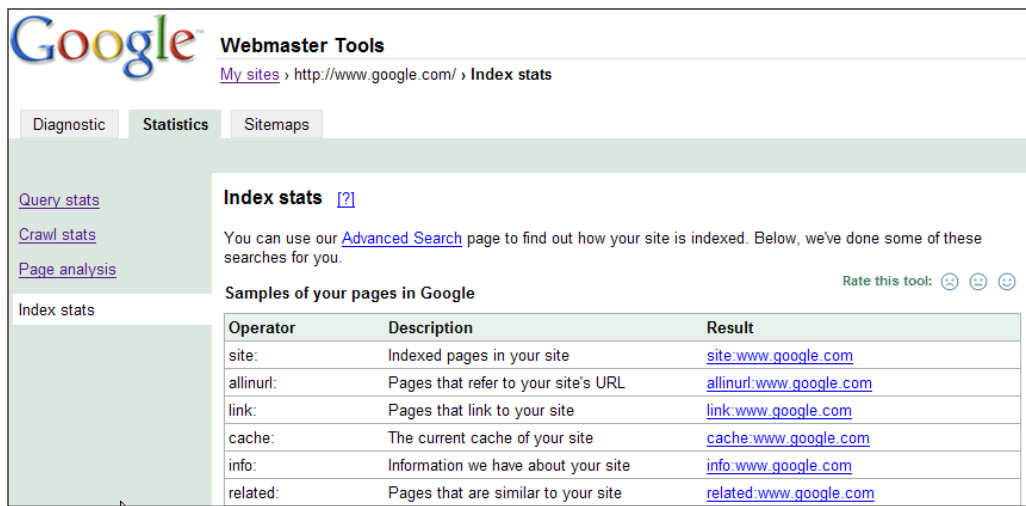 Google™
Webmaster Tools
My sites › http://www.google.com/ › Index stats
Diagnostic Statistics Sitemaps
Query stats
Crawl stats
Page analysis
Index stats
Index stats [?]
You can use our Advanced Search page to find out how your site is indexed. Below, we've done some of these
searches for you.
Rate this tool:
Samples of your pages in Google
Operator Description Result
site: Indexed pages in your site site:www.google.com
allinurl: Pages that refer to your site's URL allinurl:www.google.com
link: Pages that link to your site link:www.google.com
cache: The current cache of your site cache:www.google.com
info: Information we have about your site info:www.google.com
related: Pages that are similar to your site related:www.google.com